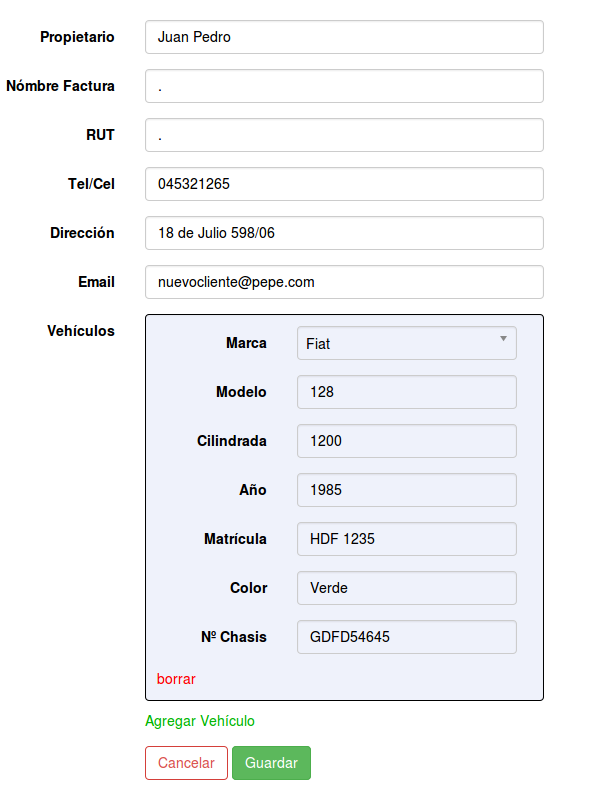 Propietario Juan Pedro
Nómbre Factura .
RUT .
Tel/Cel 045321265
Dirección 18 de Julio 598/06
Email nuevocliente@pepe.com
Vehículos
Marca Fiat
Modelo 128
Cilindrada 1200
Año 1985
Matrícula HDF 1235
Color Verde
Nº Chasis GDFD54645
borrar
Agregar Vehículo
Cancelar Guardar